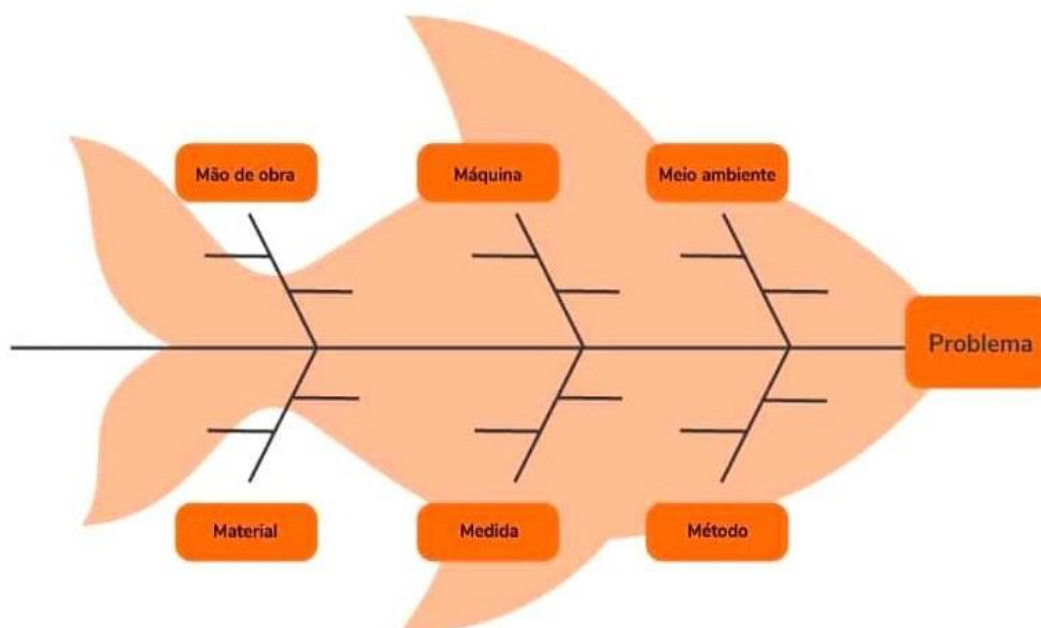 Mão de obra
Máquina
Meio ambiente
Problema
Material
Medida
Método